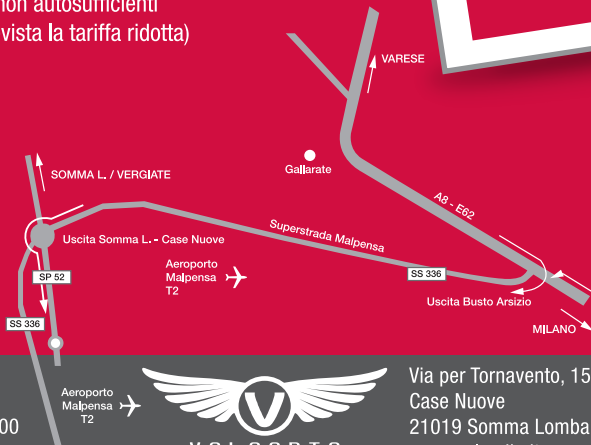 non autosufficienti
vista la tariffa ridotta)
VARESE
Gallarate
SOMMA L. / VERGIATE
A8 - E62
Uscita Somma L. - Case Nuove
Superstrada Malpensa
Aeroporto
Malpensa
T2
SP 52
SS 336
Uscita Busto Arsizio
SS 336
MILANO
Aeroporto
Malpensa
T2
V
Via per Tornavento, 15
Case Nuove
00
21019 Somma Lomba